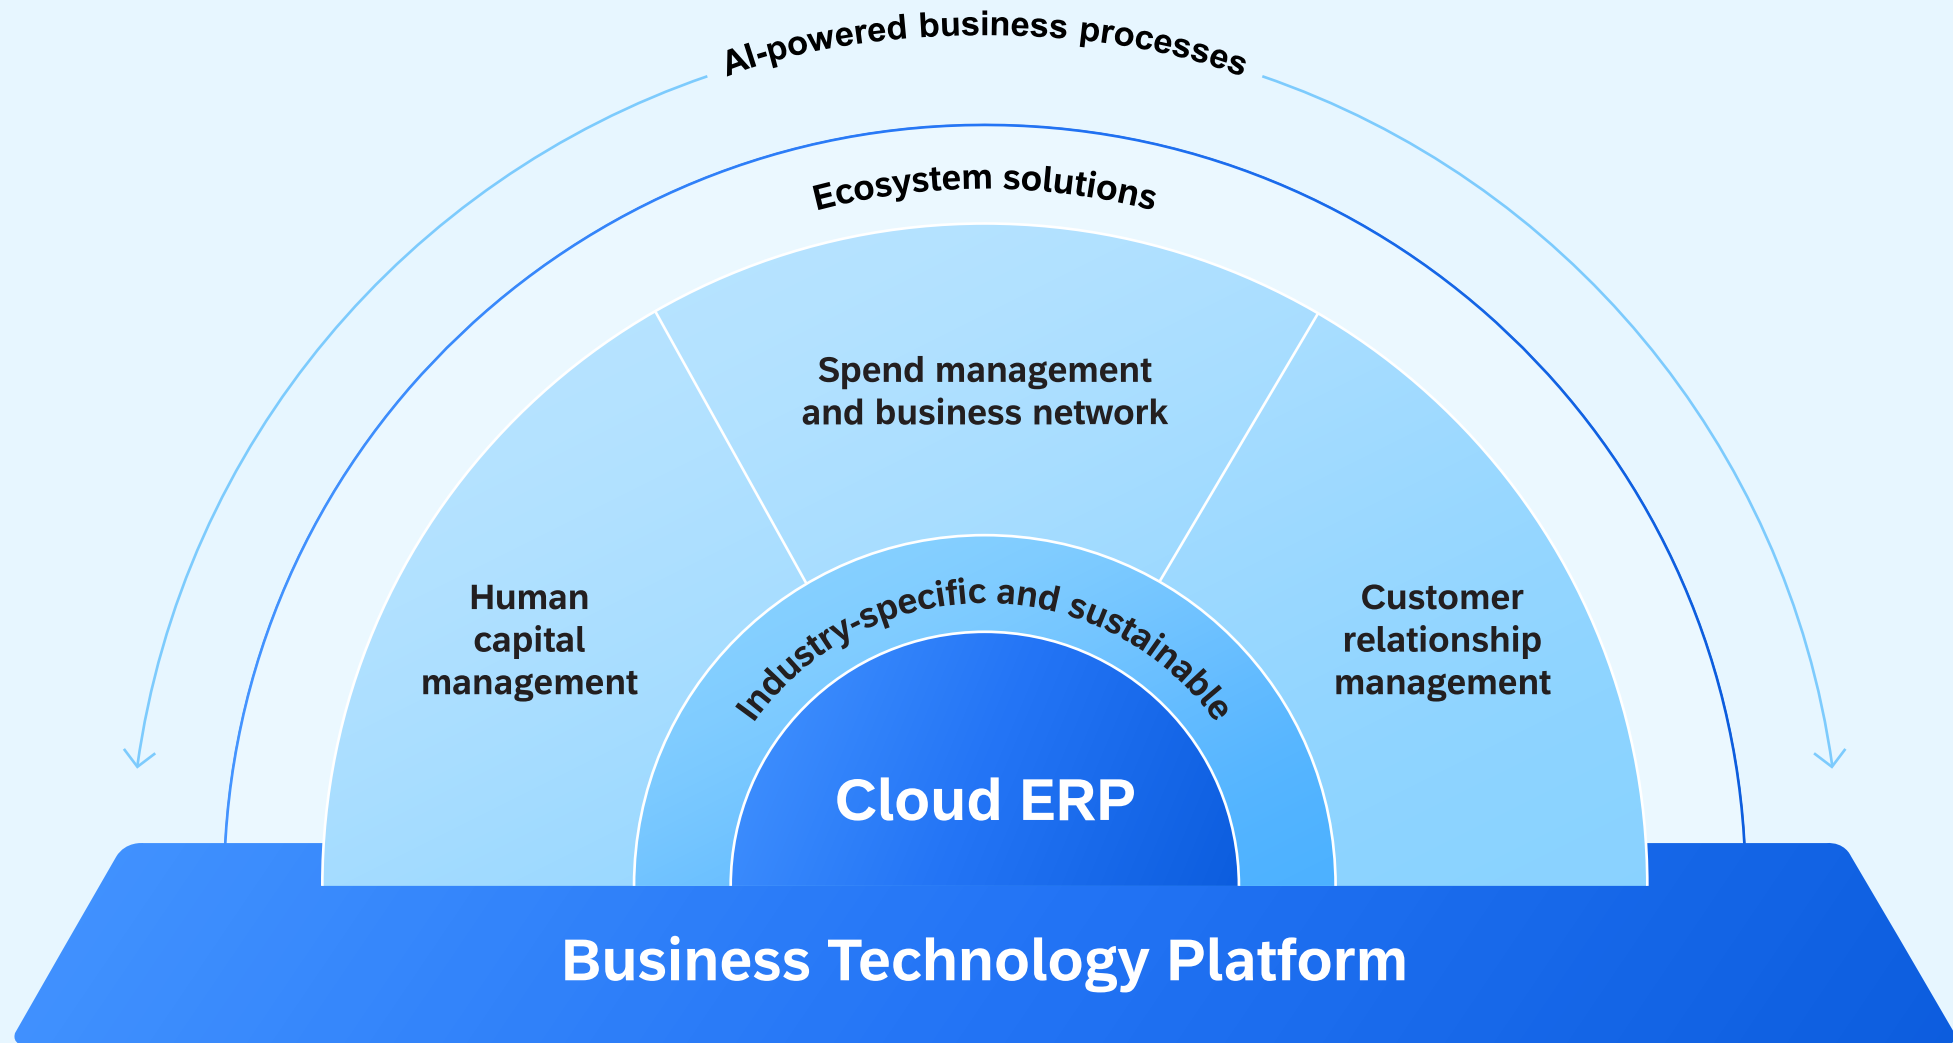 AI-powered business processes
Ecosystem solutions
Spend management
and business network
Human
capital
management
Customer
relationship
management
Industry-specific and sustainable
Cloud ERP
Business Technology Platform